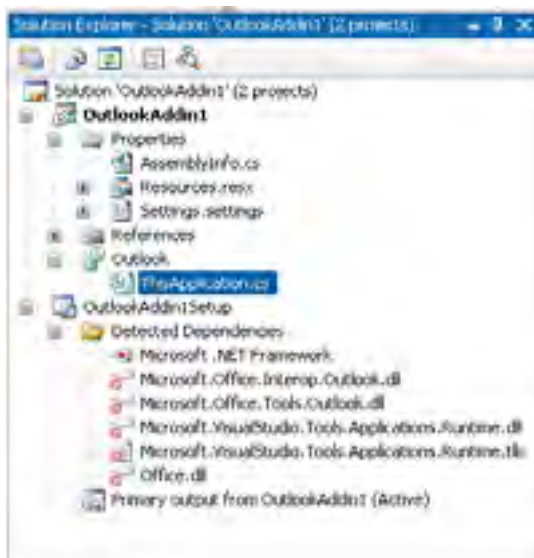 Solution Explorer - Solution 'OutlookAddin1' (2 projects)
Solution 'OutlookAddin1' (2 projects)
OutlookAddin1
Properties
AssemblyInfo.cs
Resources.resx
Settings.settings
References
Outlook
ThisApplication.cs
OutlookAddin1Setup
Detected Dependencies
Microsoft .NET Framework
Microsoft.Office.Interop.Outlook.dll
Microsoft.Office.Tools.Outlook.dll
Microsoft.VisualStudio.Tools.Applications.Runtime.dll
Microsoft.VisualStudio.Tools.Applications.Runtime.tlb
Office.dll
Primary output from OutlookAddin1 (Active)